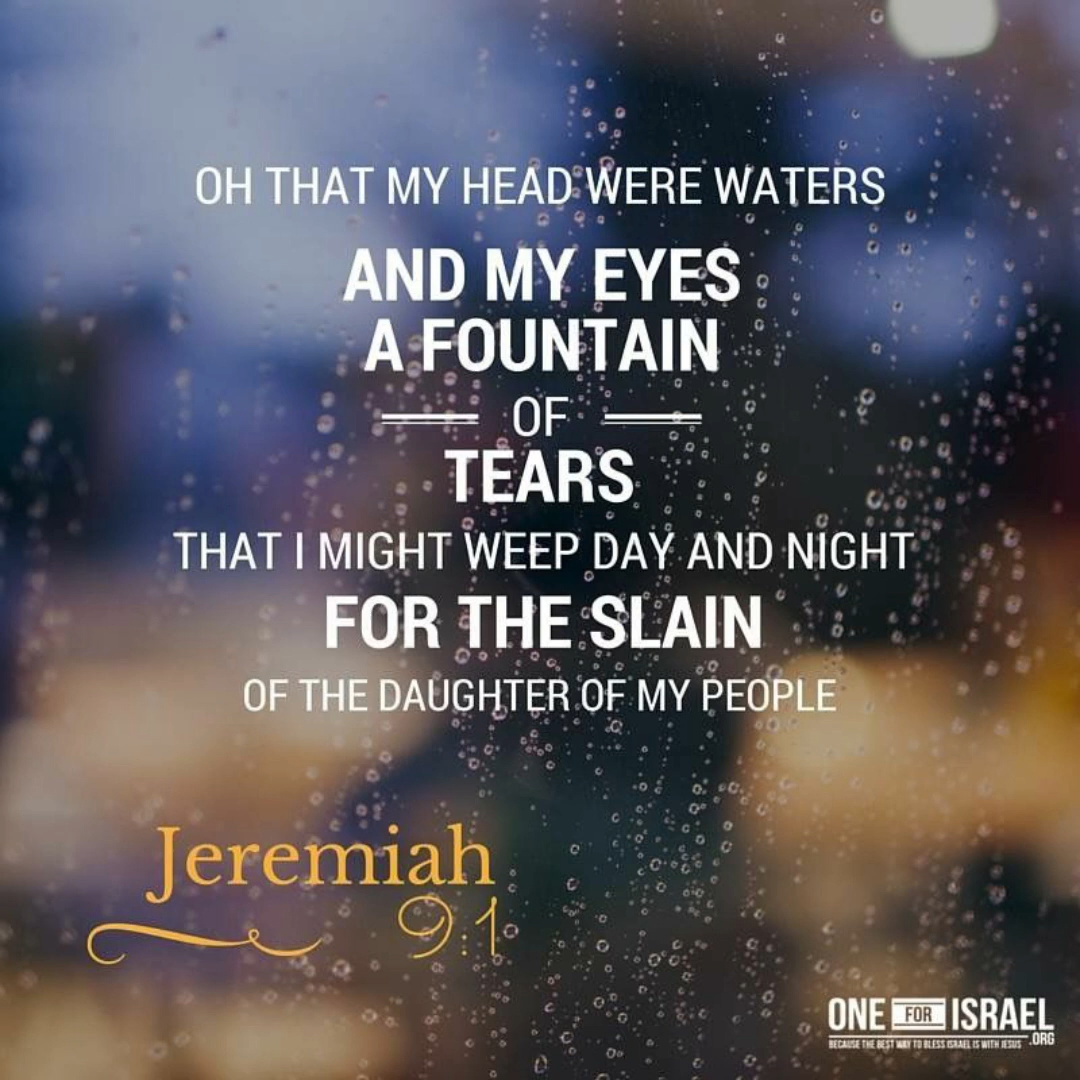 OH THAT MY HEAD WERE WATERS
AND MY EYES
A FOUNTAIN
OF
TEARS
THAT I MIGHT WEEP DAY AND NIGHT
FOR THE SLAIN
OF THE DAUGHTER OF MY PEOPLE
Jeremiah
9:1
ONE FOR ISRAEL
BECAUSE THE BEST WAY TO BLESS ISRAEL IS WITH JESUS .ORG